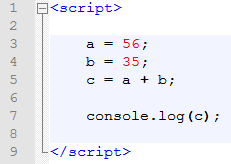 1 <script>
2
3 a = 56;
4 b = 35;
5 c = a + b;
6
7 console.log(c);
8
9 </script>